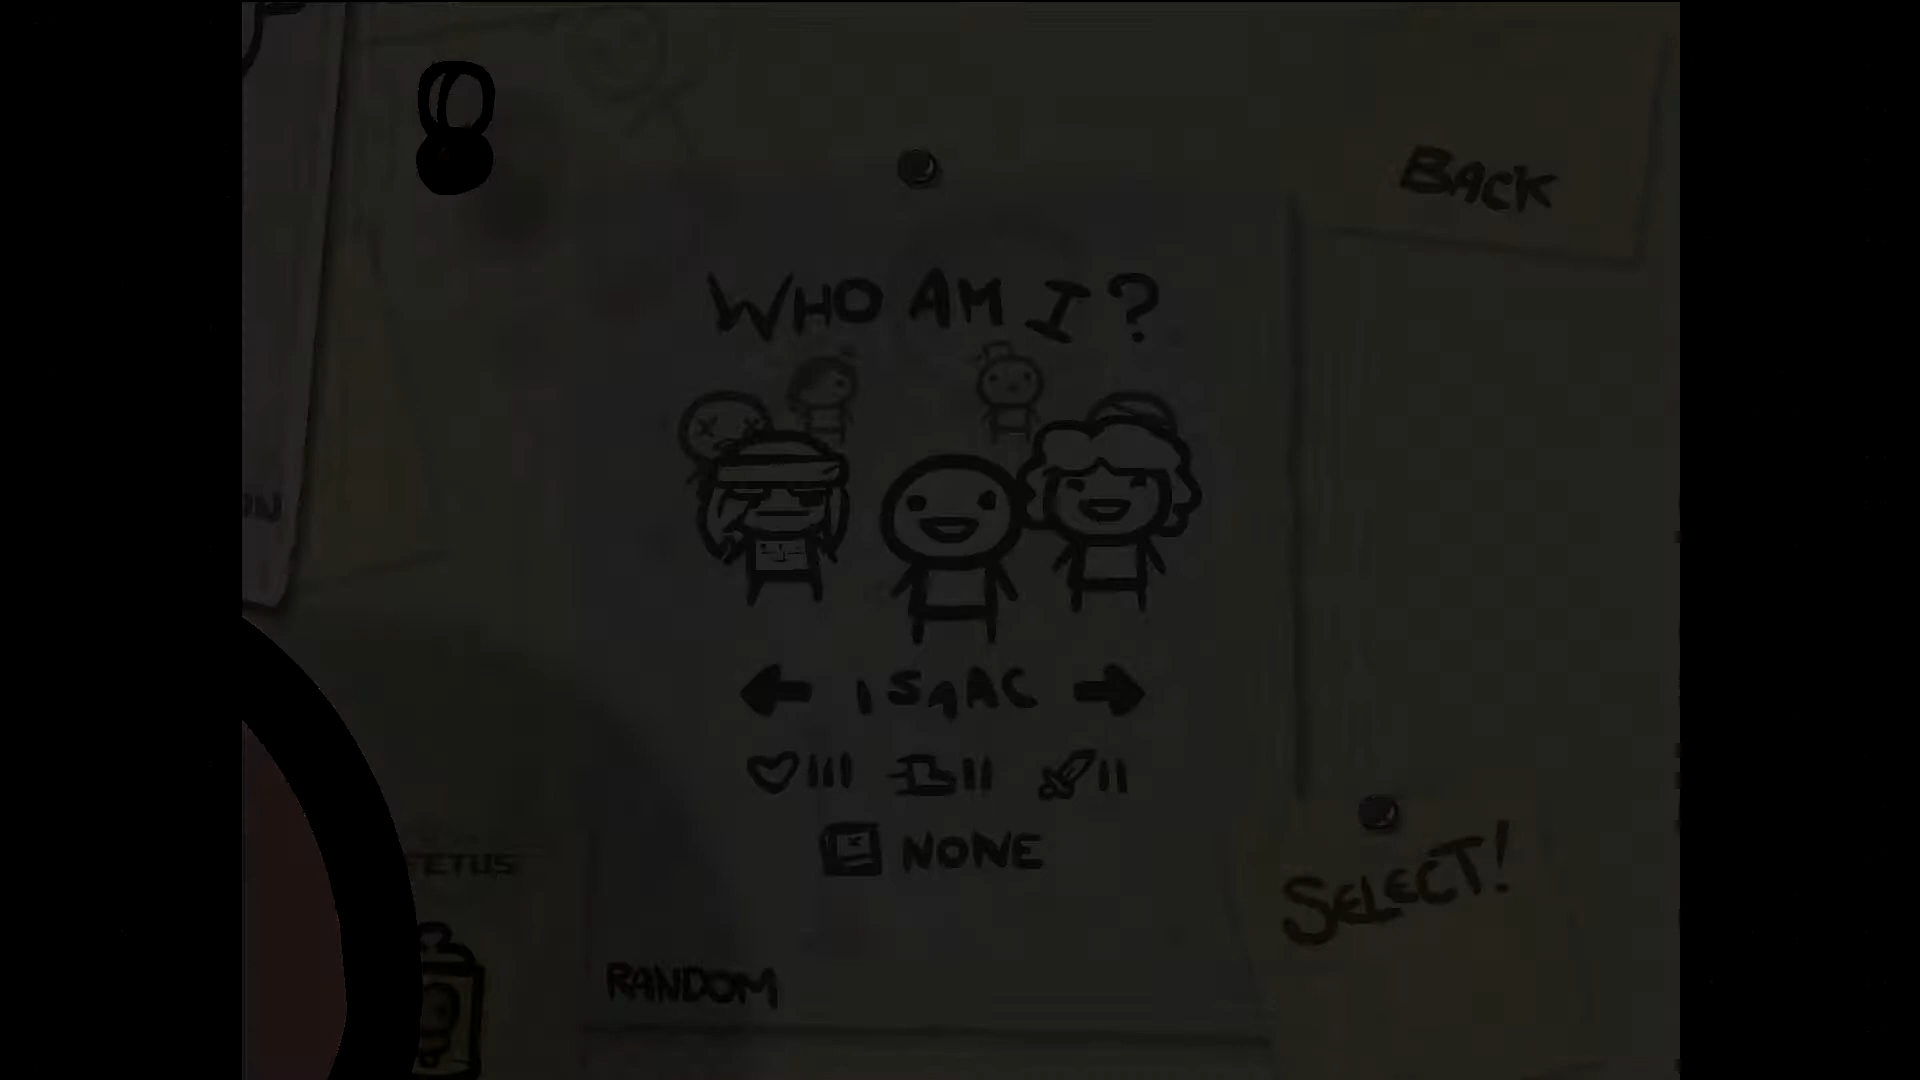 BACK
WHO AM I?
ISAAC
NONE
SELECT!
RANDOM
FETUS